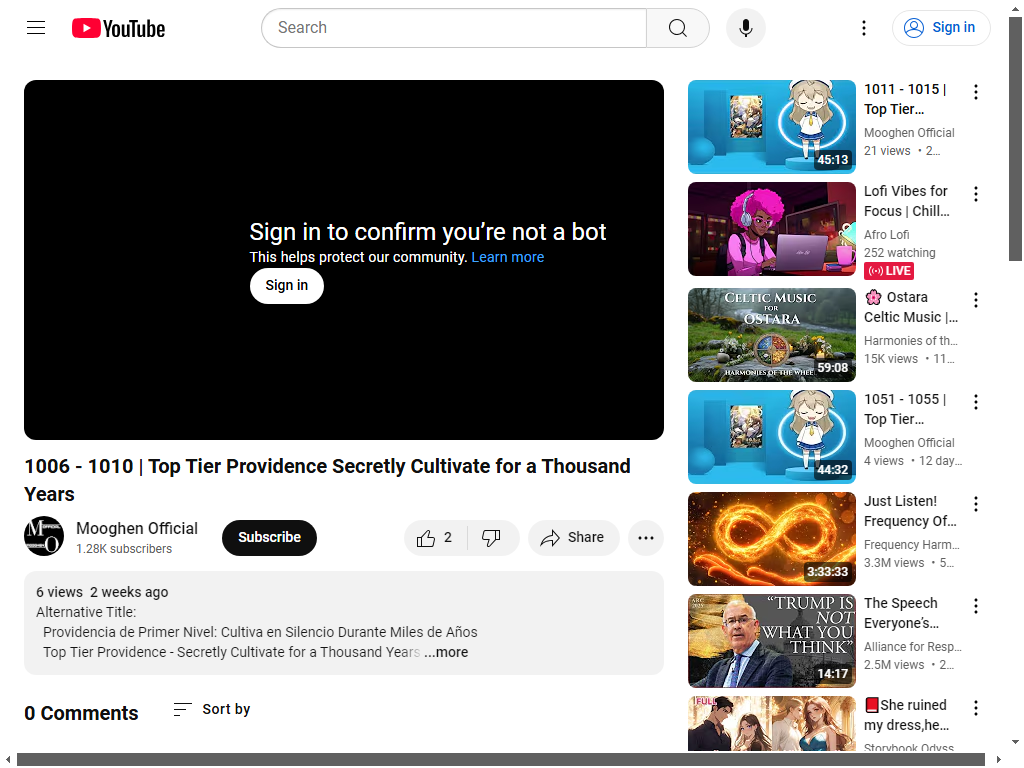 YouTube
Search
Sign in
Sign in to confirm you’re not a bot
This helps protect our community. Learn more
Sign in
1006 - 1010 | Top Tier Providence Secretly Cultivate for a Thousand
Years
Mooghen Official
1.28K subscribers
Subscribe
2
Share
6 views 2 weeks ago
Alternative Title:
Providencia de Primer Nivel: Cultiva en Silencio Durante Miles de Años
Top Tier Providence - Secretly Cultivate for a Thousand Years ...more
0 Comments
Sort by
45:13
1011 - 1015 |
Top Tier…
Mooghen Official
21 views • 2…
Lofi Vibes for
Focus | Chill…
Afro Lofi
252 watching
LIVE
CELTIC MUSIC
FOR
OSTARA
HARMONIES OF THE WHEEL
59:08
🌸 Ostara
Celtic Music |…
Harmonies of th…
15K views • 11…
44:32
1051 - 1055 |
Top Tier…
Mooghen Official
4 views • 12 day…
3:33:33
Just Listen!
Frequency Of…
Frequency Harm…
3.3M views • 5…
ARC
2025
“TRUMP IS
NOT
WHAT YOU
THINK”
14:17
The Speech
Everyone’s…
Alliance for Resp…
2.5M views • 2…
FULL
📕She ruined
my dress,he…
Storybook Odyss…